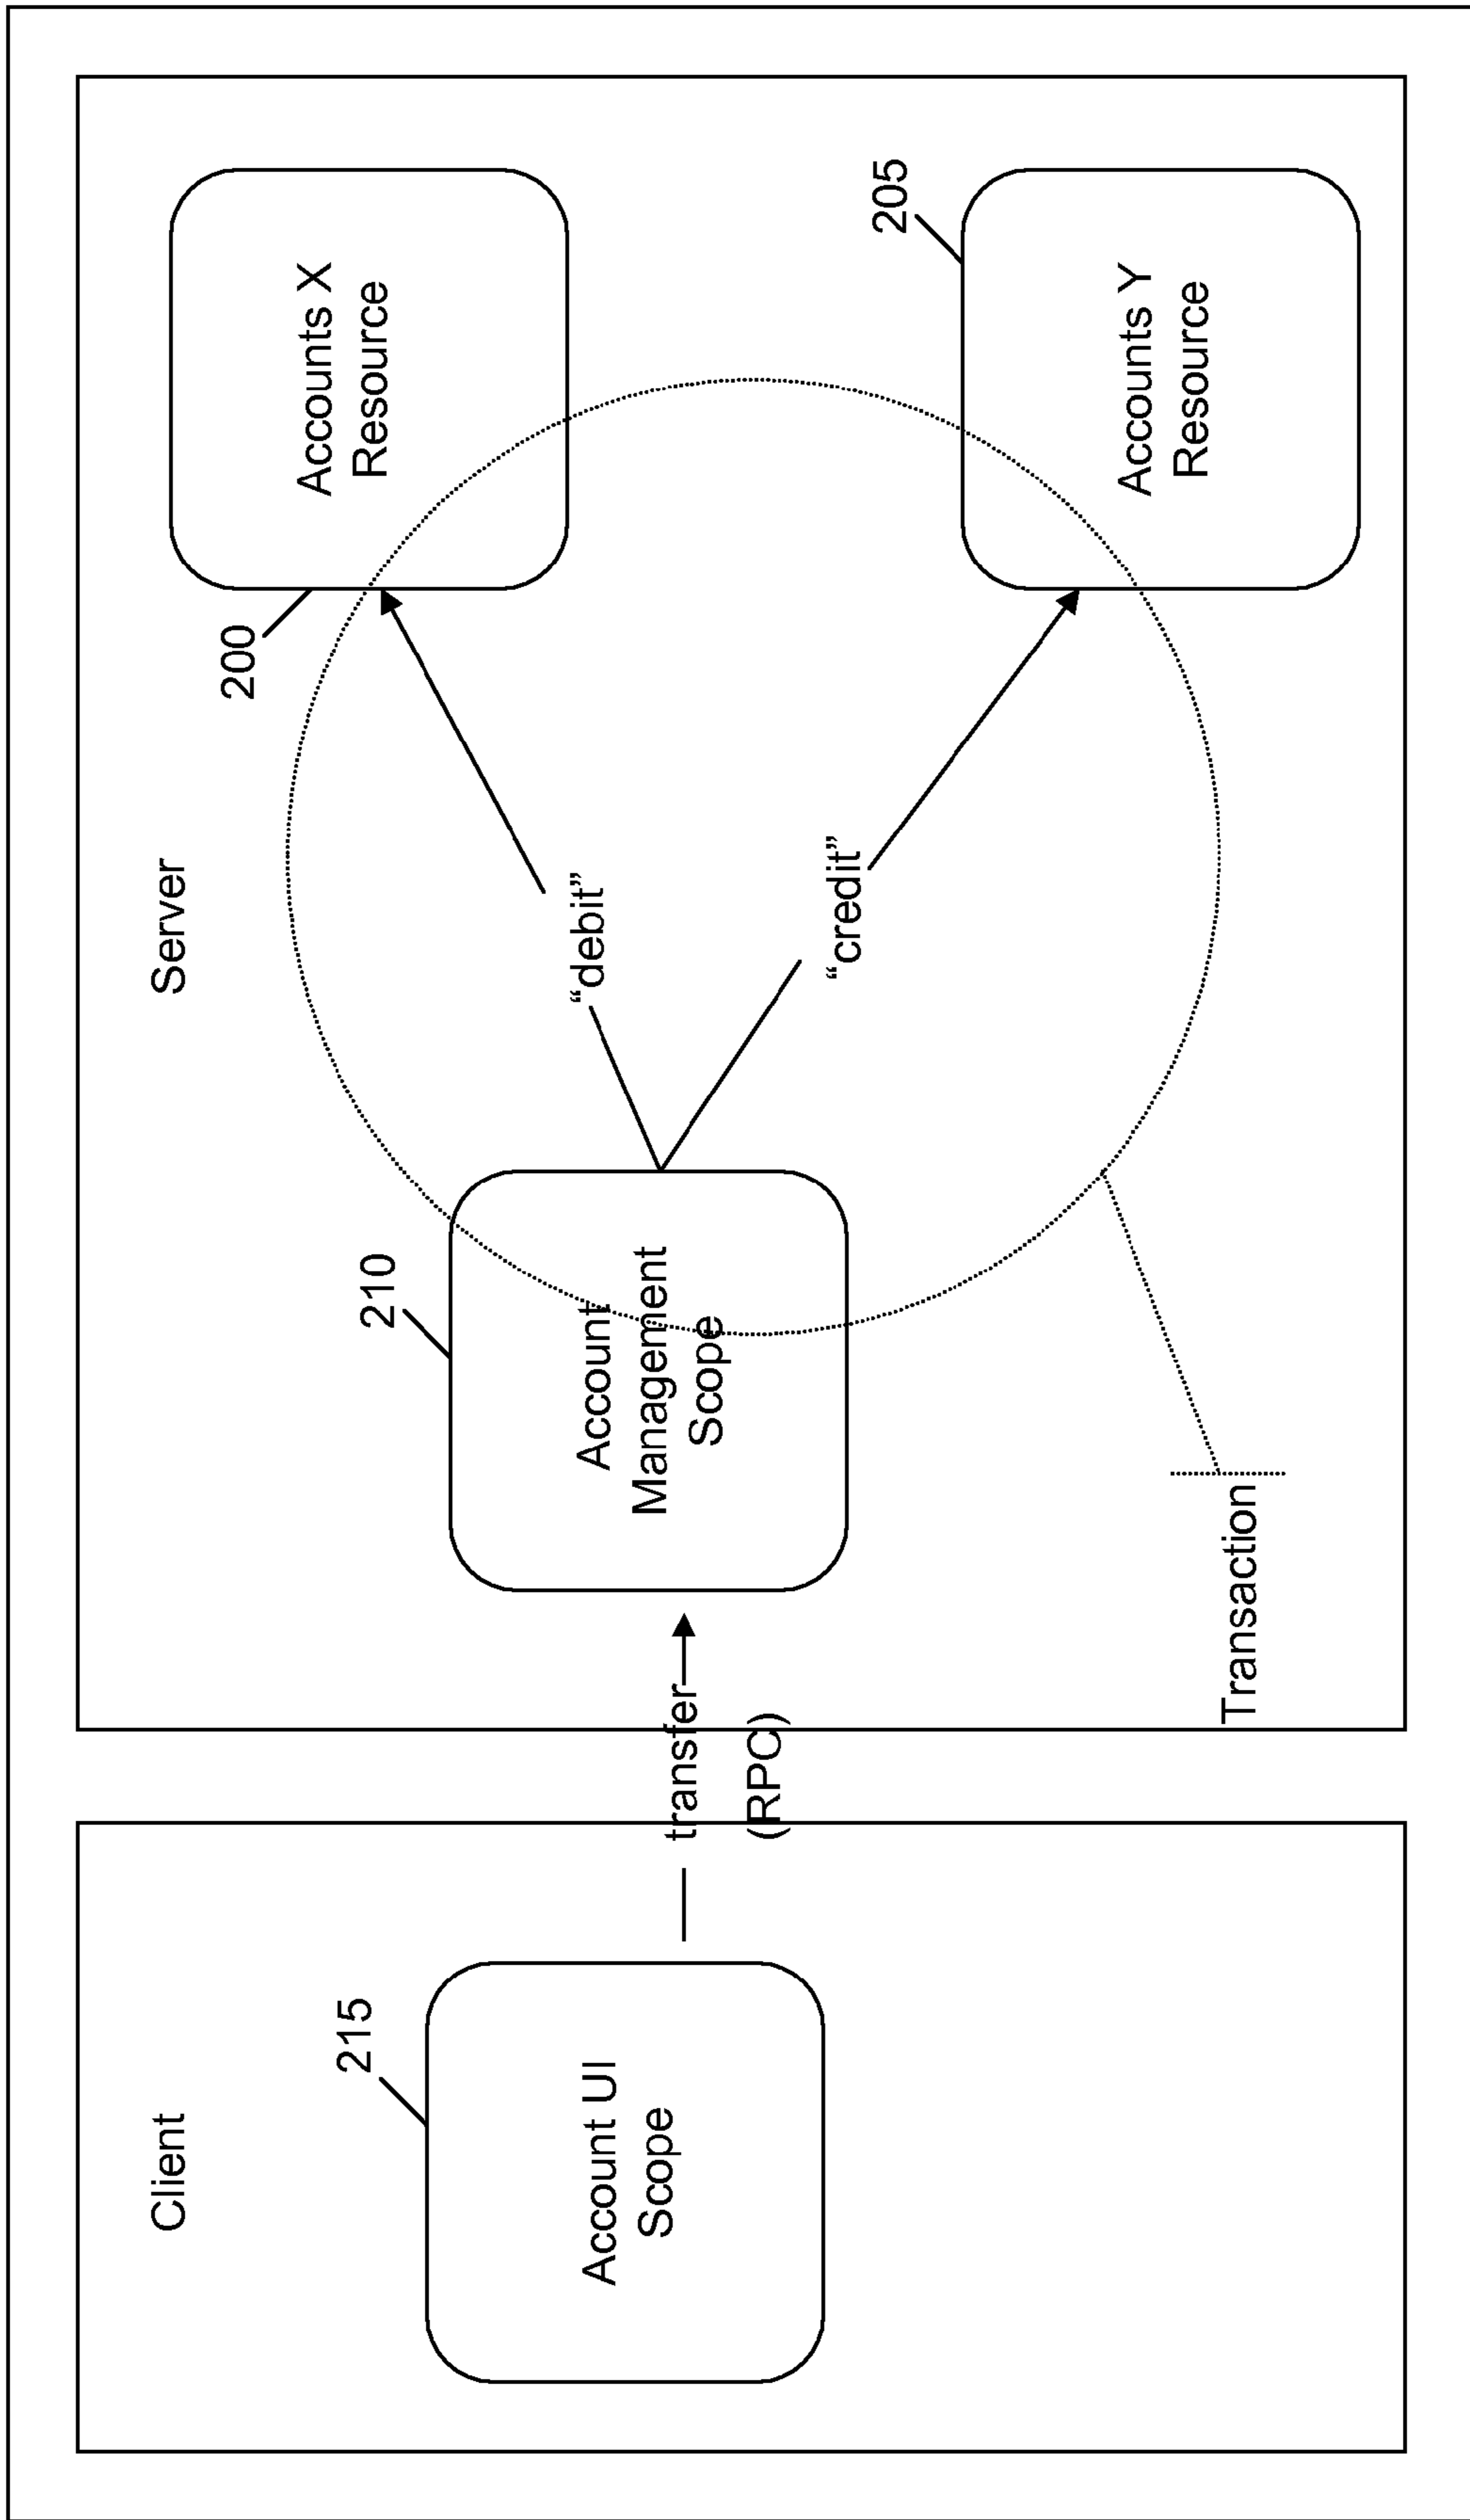 Client
Server
215
Account UI
Scope
transfer
(RPC)
210
Account
Management
Scope
“debit”
“credit”
200
Accounts X
Resource
205
Accounts Y
Resource
Transaction